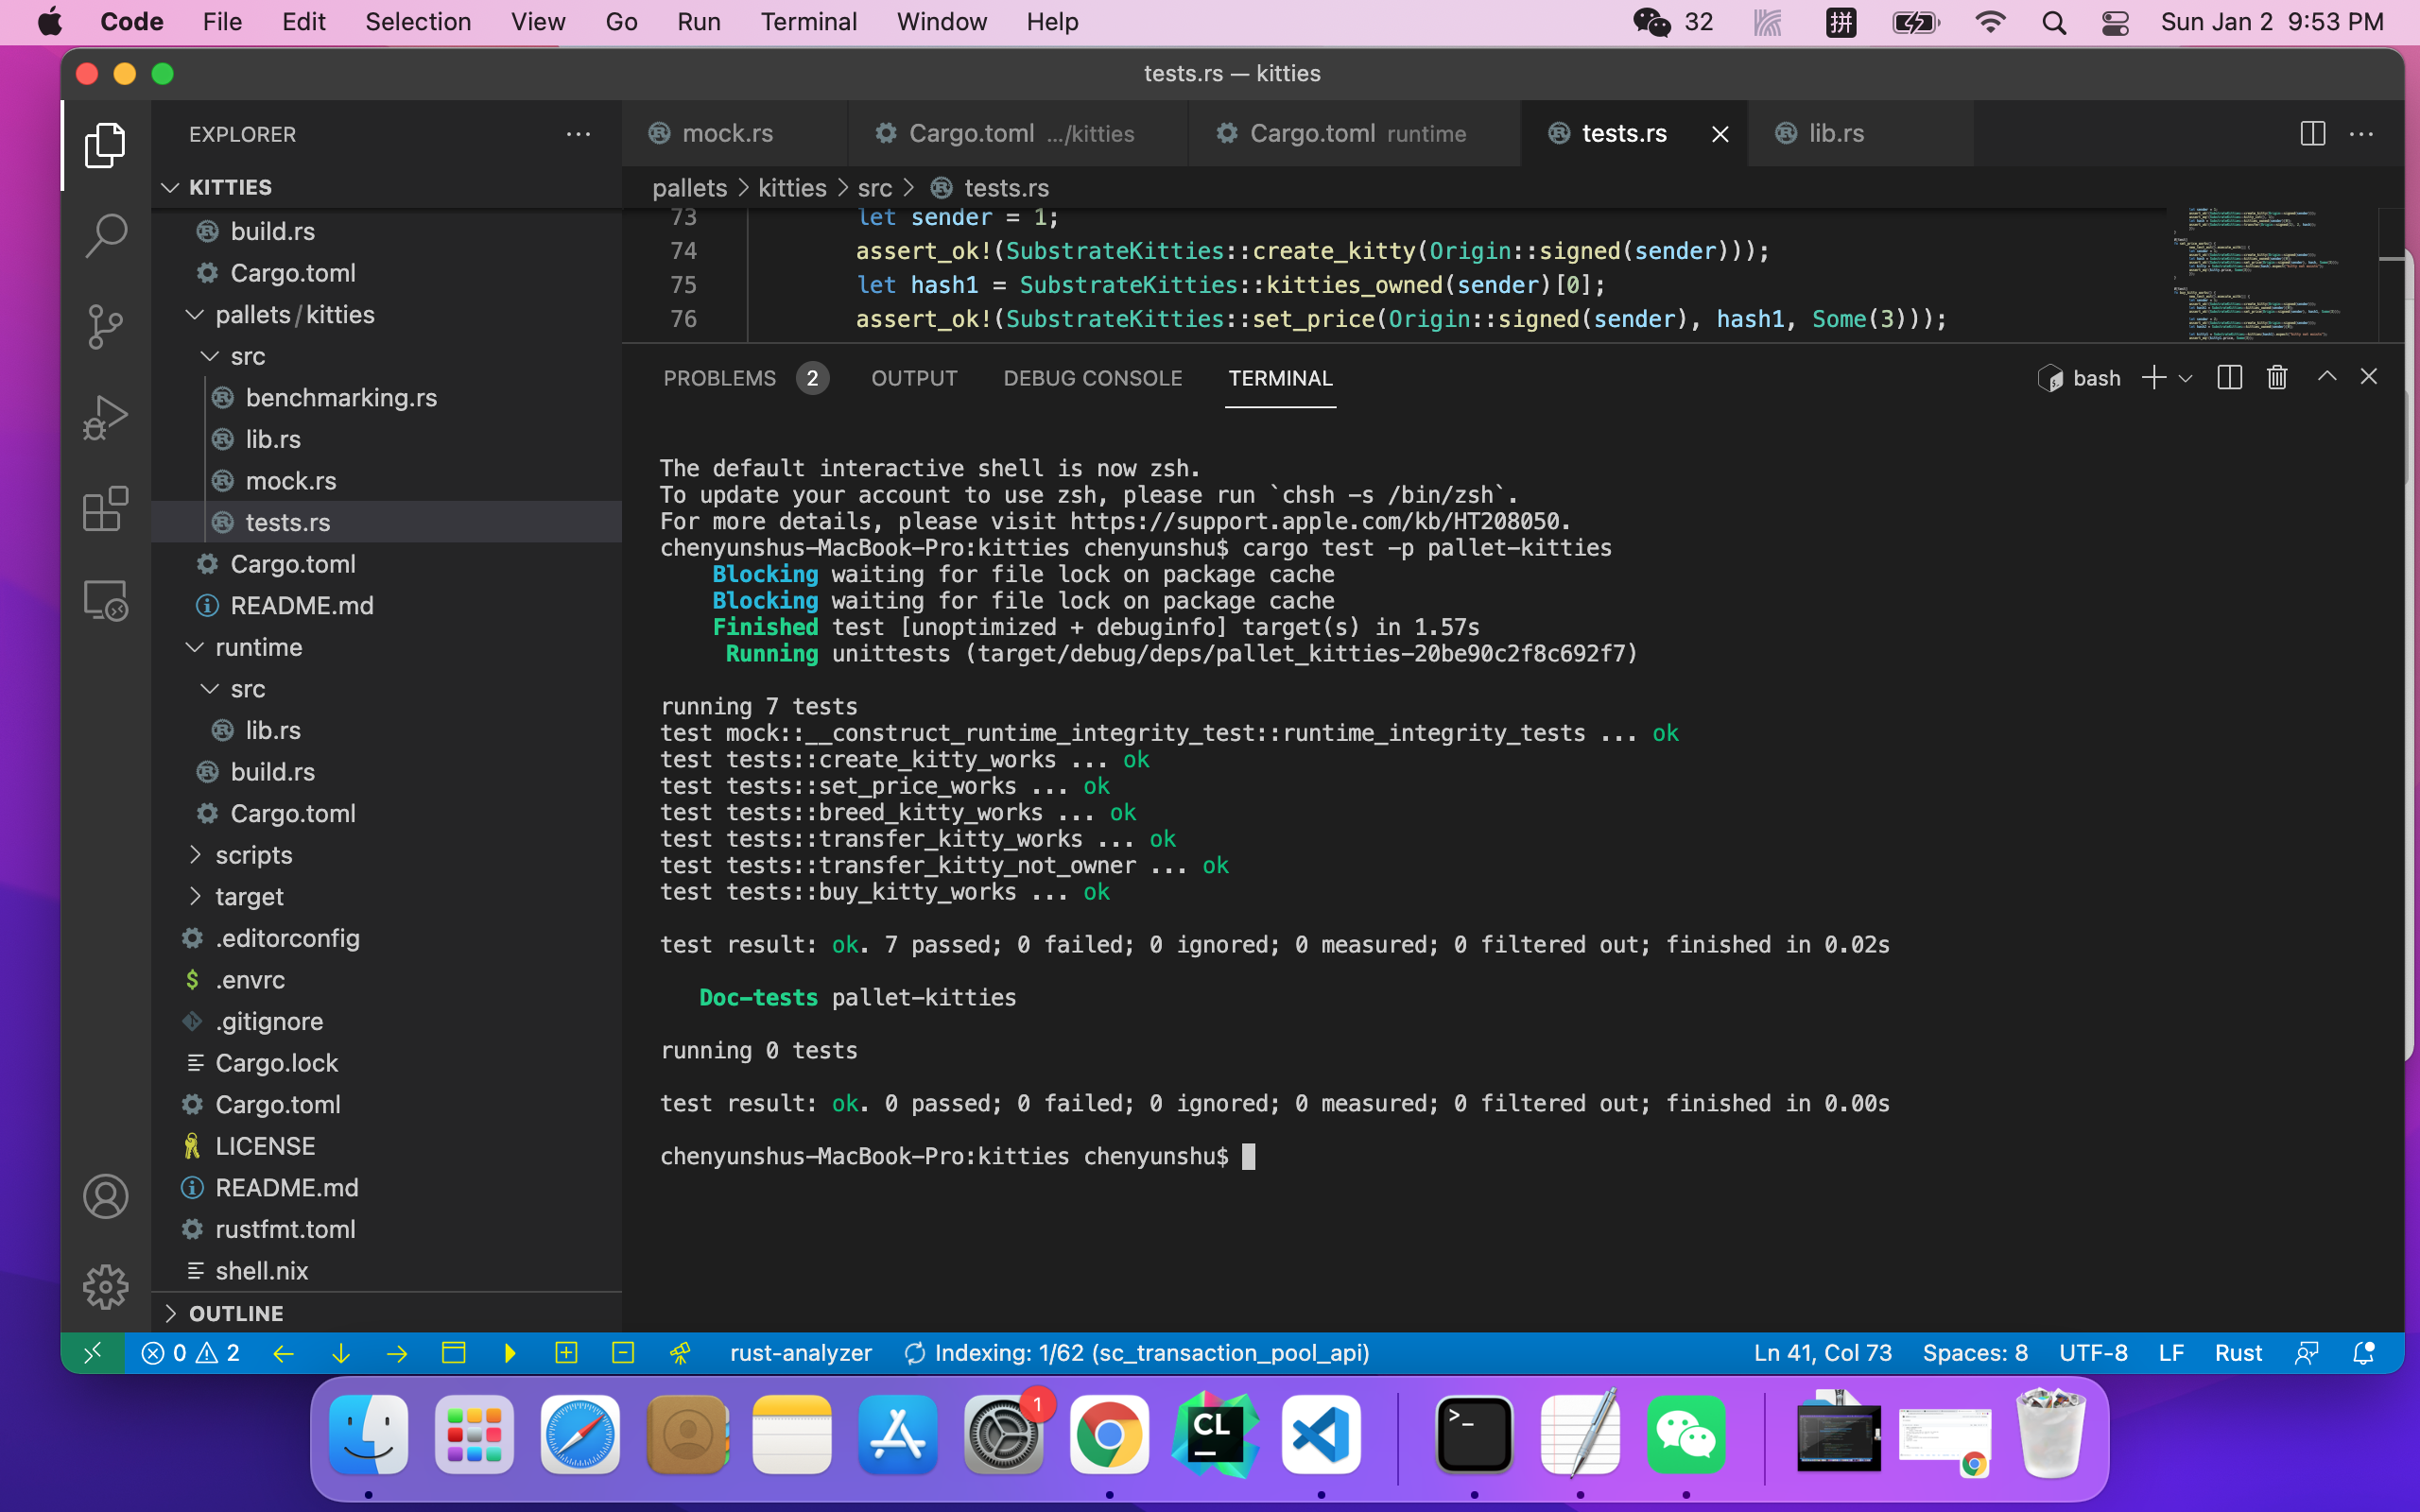 Code File Edit Selection View Go Run Terminal Window Help 32 拼 Sun Jan 2 9:53 PM
tests.rs — kitties
EXPLORER
KITTIES
build.rs
Cargo.toml
pallets/kitties
src
benchmarking.rs
lib.rs
mock.rs
tests.rs
Cargo.toml
README.md
runtime
src
lib.rs
build.rs
Cargo.toml
scripts
target
.editorconfig
$ .envrc
.gitignore
Cargo.lock
Cargo.toml
LICENSE
README.md
rustfmt.toml
shell.nix
OUTLINE
mock.rs Cargo.toml .../kitties Cargo.toml runtime tests.rs lib.rs
pallets > kitties > src > tests.rs
73 let sender = 1;
74 assert_ok!(SubstrateKitties::create_kitty(Origin::signed(sender)));
75 let hash1 = SubstrateKitties::kitties_owned(sender)[0];
76 assert_ok!(SubstrateKitties::set_price(Origin::signed(sender), hash1, Some(3)));
PROBLEMS 2 OUTPUT DEBUG CONSOLE TERMINAL bash
The default interactive shell is now zsh.
To update your account to use zsh, please run `chsh -s /bin/zsh`.
For more details, please visit https://support.apple.com/kb/HT208050.
chenyunshus-MacBook-Pro:kitties chenyunshu$ cargo test -p pallet-kitties
Blocking waiting for file lock on package cache
Blocking waiting for file lock on package cache
Finished test [unoptimized + debuginfo] target(s) in 1.57s
Running unittests (target/debug/deps/pallet_kitties-20be90c2f8c692f7)
running 7 tests
test mock::__construct_runtime_integrity_test::runtime_integrity_tests ... ok
test tests::create_kitty_works ... ok
test tests::set_price_works ... ok
test tests::breed_kitty_works ... ok
test tests::transfer_kitty_works ... ok
test tests::transfer_kitty_not_owner ... ok
test tests::buy_kitty_works ... ok
test result: ok. 7 passed; 0 failed; 0 ignored; 0 measured; 0 filtered out; finished in 0.02s
Doc-tests pallet-kitties
running 0 tests
test result: ok. 0 passed; 0 failed; 0 ignored; 0 measured; 0 filtered out; finished in 0.00s
chenyunshus-MacBook-Pro:kitties chenyunshu$
0 2 rust-analyzer Indexing: 1/62 (sc_transaction_pool_api) Ln 41, Col 73 Spaces: 8 UTF-8 LF Rust
1
CL
>_